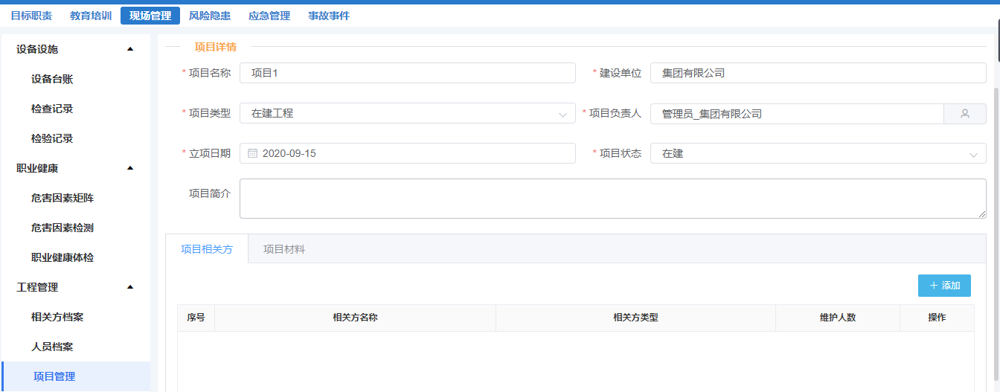 目标职责 教育培训 现场管理 风险隐患 应急管理 事故事件
设备设施
设备台账
检查记录
检验记录
职业健康
危害因素矩阵
危害因素检测
职业健康体检
工程管理
相关方档案
人员档案
项目管理
项目详情
* 项目名称 项目1 * 建设单位 集团有限公司
* 项目类型 在建工程 * 项目负责人 管理员_集团有限公司
* 立项日期 2020-09-15 * 项目状态 在建
项目简介
项目相关方 项目材料
+ 添加
序号 相关方名称 相关方类型 维护人数 操作